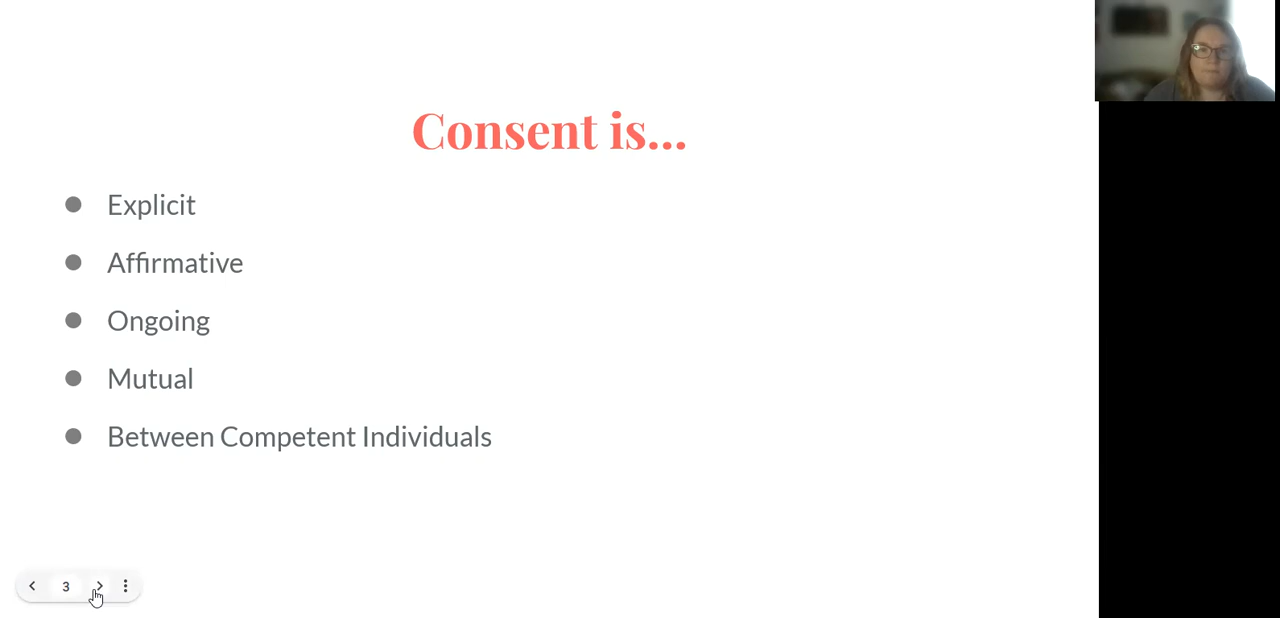 Consent is...
Explicit
Affirmative
Ongoing
Mutual
Between Competent Individuals
3